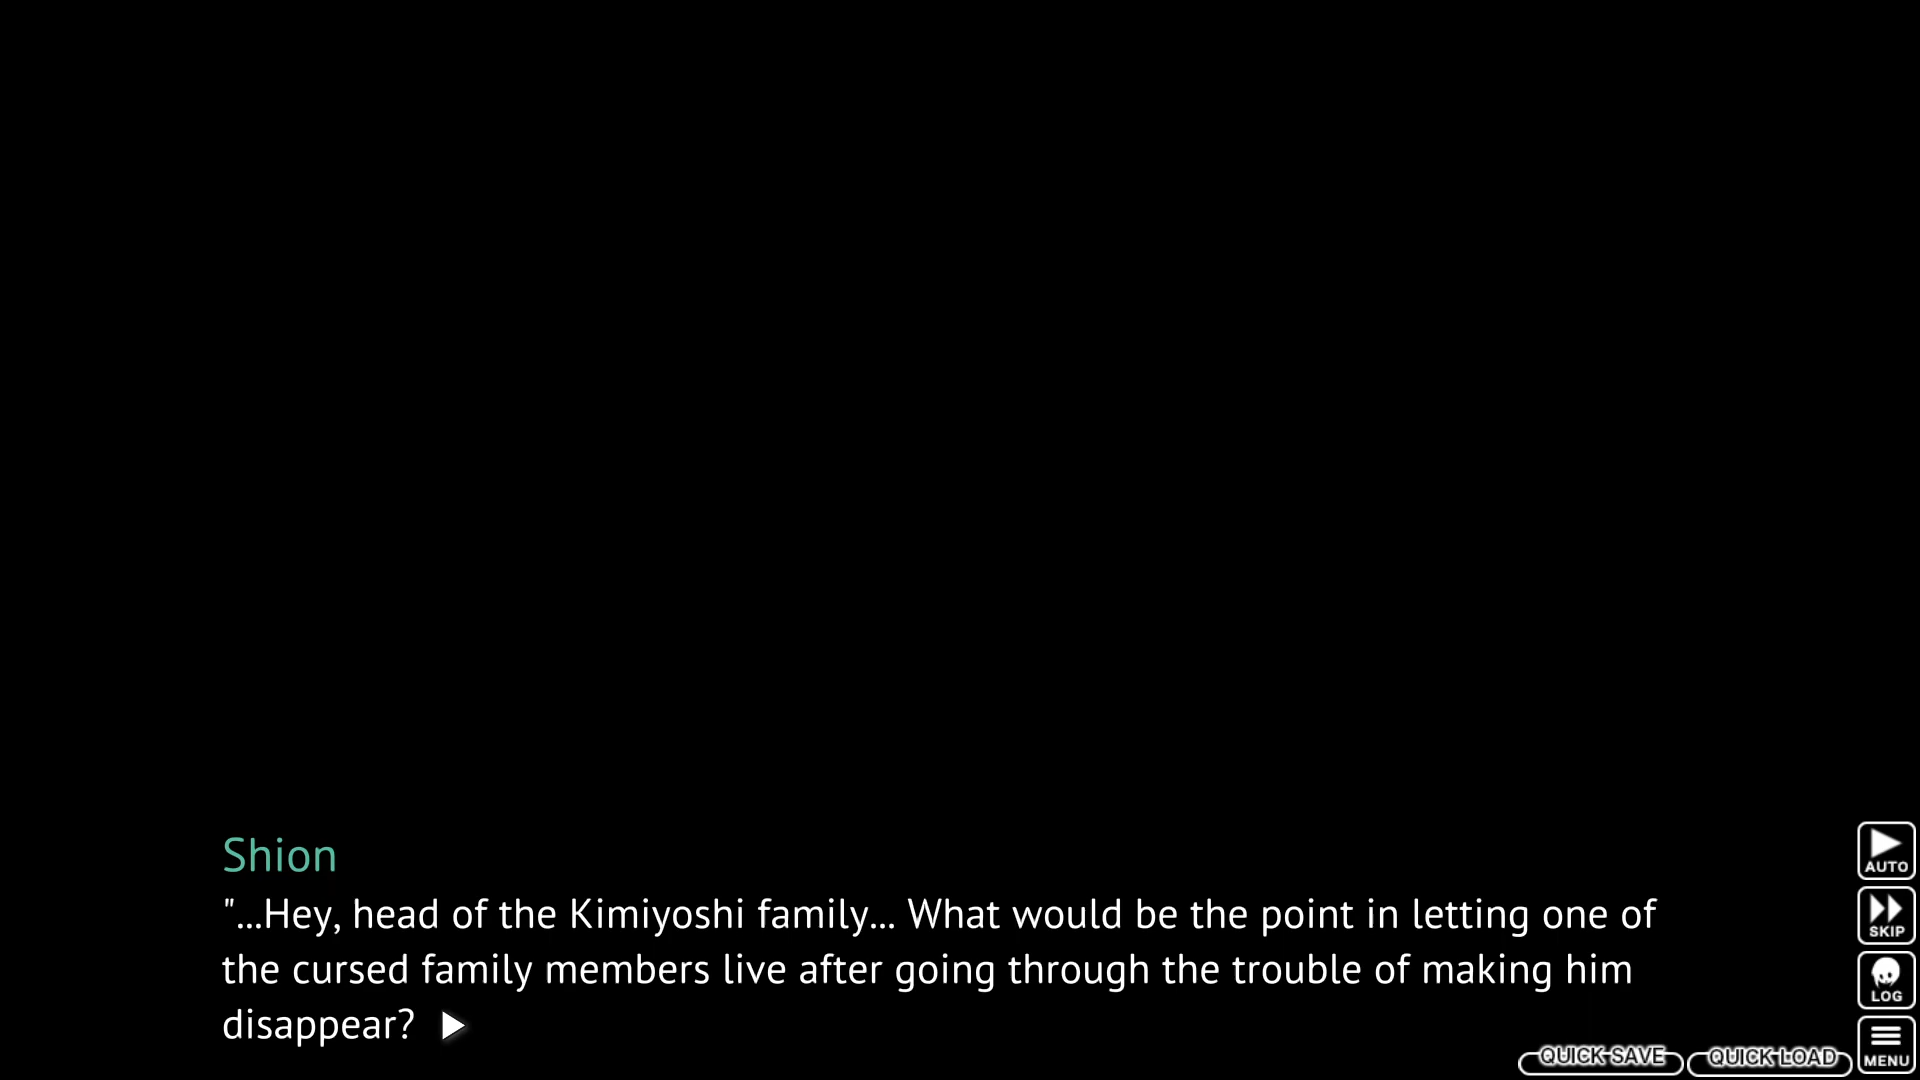 Shion
"...Hey, head of the Kimiyoshi family... What would be the point in letting one of
the cursed family members live after going through the trouble of making him
disappear?
AUTO
SKIP
LOG
MENU
QUICK SAVE
QUICK LOAD